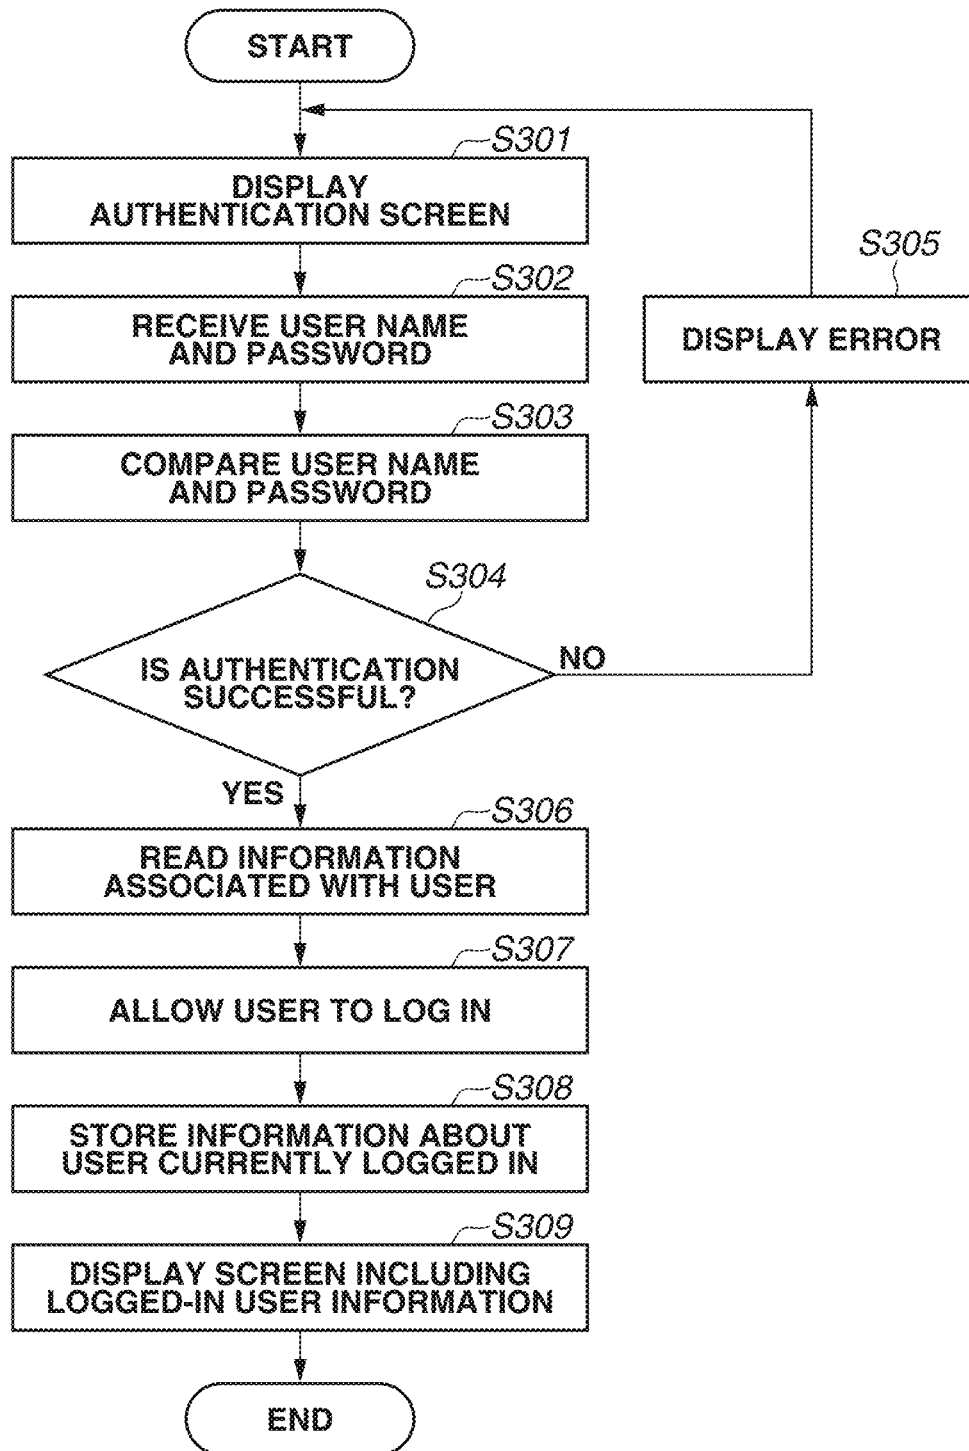 START
S301
DISPLAY
AUTHENTICATION SCREEN
S302
RECEIVE USER NAME
AND PASSWORD
S303
COMPARE USER NAME
AND PASSWORD
S304
IS AUTHENTICATION
SUCCESSFUL?
NO
S305
DISPLAY ERROR
YES
S306
READ INFORMATION
ASSOCIATED WITH USER
S307
ALLOW USER TO LOG IN
S308
STORE INFORMATION ABOUT
USER CURRENTLY LOGGED IN
S309
DISPLAY SCREEN INCLUDING
LOGGED-IN USER INFORMATION
END